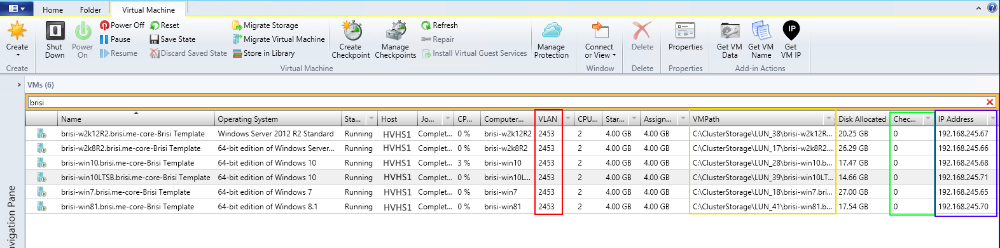 Home Folder Virtual Machine
Create
Shut Down
Power On
Power Off
Pause
Resume
Reset
Save State
Discard Saved State
Migrate Storage
Migrate Virtual Machine
Store in Library
Create Checkpoint
Manage Checkpoints
Refresh
Repair
Install Virtual Guest Services
Manage Protection
Connect or View
Delete
Properties
Get VM Data
Get VM Name
IP
Get VM IP
Create Virtual Machine Window Delete Properties Add-in Actions
VMs (6)
brisi
Name Operating System Sta... Host Jo... CP... Computer... VLAN CPU... Star... Assign... VMPath Disk Allocated Chec... IP Address
brisi-w2k12R2.brisi.me-core-Brisi Template Windows Server 2012 R2 Standard Running HVHS1 Complet... 0 % brisi-w2k12R2 2453 2 4.00 GB 4.00 GB C:\ClusterStorage\LUN_38\brisi-w2k12R... 20.25 GB 0 192.168.245.67
brisi-w2k8R2.brisi.me-core-Brisi Template 64-bit edition of Windows Server... Running HVHS1 Complet... 0 % brisi-w2k8R2 2453 2 4.00 GB 4.00 GB C:\ClusterStorage\LUN_17\brisi-w2k8R2.... 26.29 GB 0 192.168.245.66
brisi-win10.brisi.me-core-Brisi Template 64-bit edition of Windows 10 Running HVHS1 Complet... 3 % brisi-win10 2453 2 4.00 GB 4.00 GB C:\ClusterStorage\LUN_28\brisi-win10.b... 17.47 GB 0 192.168.245.68
brisi-win10LTSB.brisi.me-core-Brisi Template 64-bit edition of Windows 10 Running HVHS1 Complet... 0 % brisi-win10L... 2453 2 4.00 GB 4.00 GB C:\ClusterStorage\LUN_39\brisi-win10LT... 14.66 GB 0 192.168.245.71
brisi-win7.brisi.me-core-Brisi Template 64-bit edition of Windows 7 Running HVHS1 Complet... 0 % brisi-win7 2453 2 4.00 GB 4.00 GB C:\ClusterStorage\LUN_18\brisi-win7.bri... 27.00 GB 0 192.168.245.65
brisi-win81.brisi.me-core-Brisi Template 64-bit edition of Windows 8.1 Running HVHS1 Complet... 0 % brisi-win81 2453 2 4.00 GB 4.00 GB C:\ClusterStorage\LUN_41\brisi-win81.b... 17.54 GB 0 192.168.245.70
avigation Pane